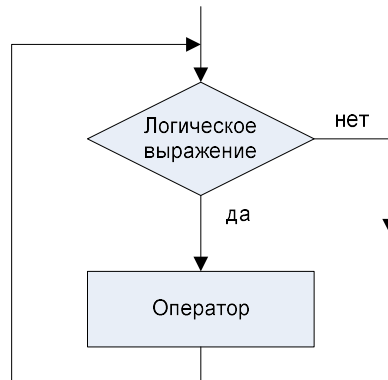 Логическое
выражение
нет
да
Оператор